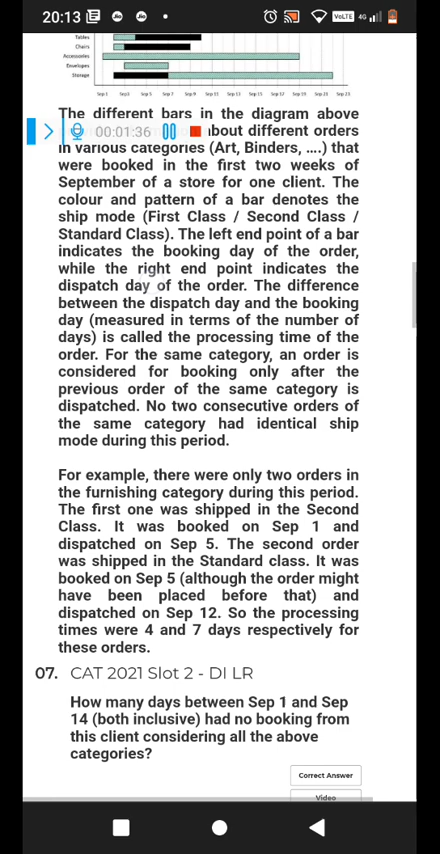 20:13
VoLTE 4G
Tables
Chairs
Accessories
Envelopes
Storage
The different bars in the diagram above
00:01:36 about different orders
in various categories (Art, Binders, ....) that
were booked in the first two weeks of
September of a store for one client. The
colour and pattern of a bar denotes the
ship mode (First Class / Second Class /
Standard Class). The left end point of a bar
indicates the booking day of the order,
while the right end point indicates the
dispatch day of the order. The difference
between the dispatch day and the booking
day (measured in terms of the number of
days) is called the processing time of the
order. For the same category, an order is
considered for booking only after the
previous order of the same category is
dispatched. No two consecutive orders of
the same category had identical ship
mode during this period.
For example, there were only two orders in
the furnishing category during this period.
The first one was shipped in the Second
Class. It was booked on Sep 1 and
dispatched on Sep 5. The second order
was shipped in the Standard class. It was
booked on Sep 5 (although the order might
have been placed before that) and
dispatched on Sep 12. So the processing
times were 4 and 7 days respectively for
these orders.
07. CAT 2021 Slot 2 - DI LR
How many days between Sep 1 and Sep
14 (both inclusive) had no booking from
this client considering all the above
categories?
Correct Answer
Video